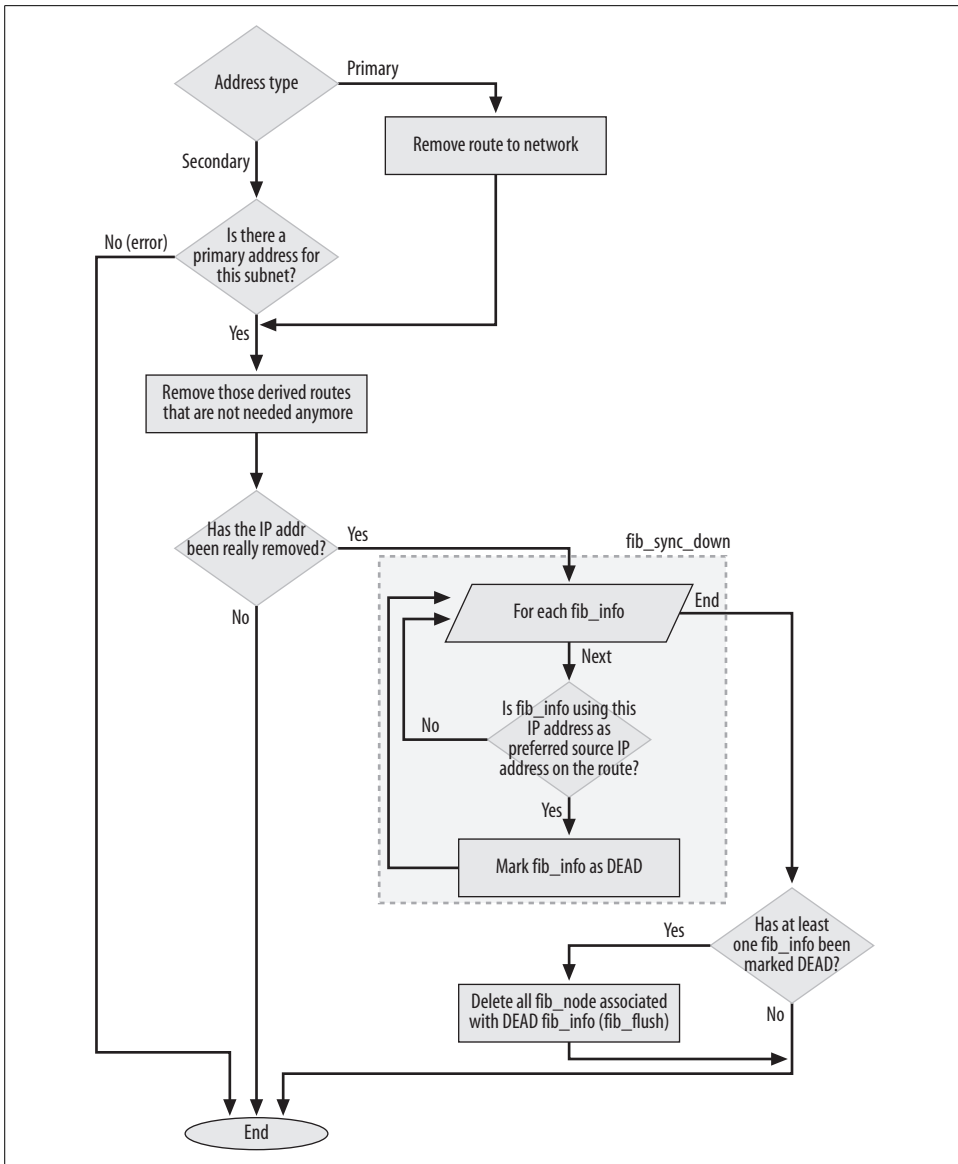 Address type
Primary
Remove route to network
Secondary
No (error)
Is there a
primary address for
this subnet?
Yes
Remove those derived routes
that are not needed anymore
Has the IP addr
been really removed?
Yes
No
fib_sync_down
For each fib_info
End
Next
Is fib_info using this
IP address as
preferred source IP
address on the route?
No
Yes
Mark fib_info as DEAD
Has at least
one fib_info been
marked DEAD?
Yes
No
Delete all fib_node associated
with DEAD fib_info (fib_flush)
End